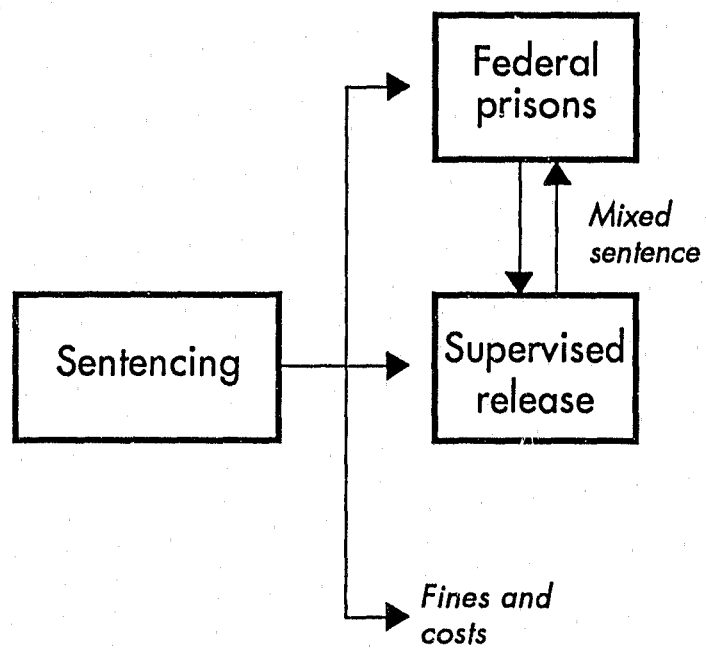 Federal
prisons
Mixed
sentence
Sentencing
Supervised
release
Fines and
costs